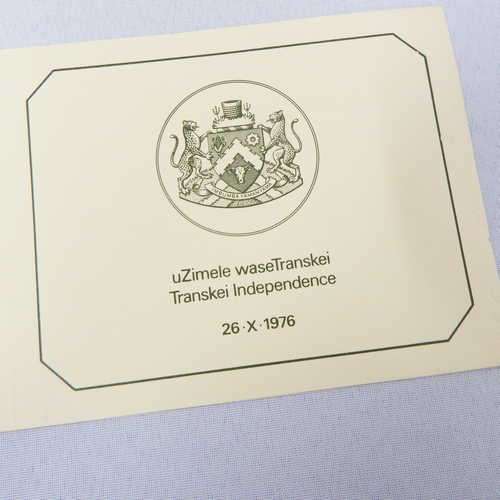 uZimele waseTranskei
Transkei Independence
26·X·1976